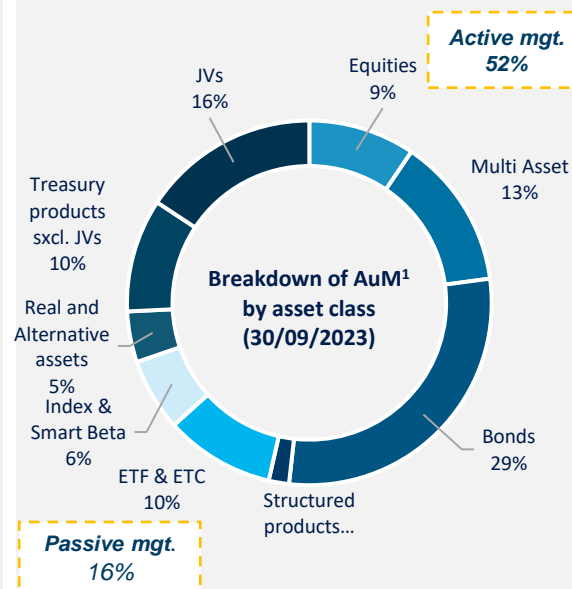 Active mgt.
52%
JVs
16%
Equities
9%
Multi Asset
13%
Treasury
products
sxcl. JVs
10%
Breakdown of AuM¹
by asset class
(30/09/2023)
Real and
Alternative
assets
5%
Index &
Smart Beta
6%
Bonds
29%
ETF & ETC
10%
Structured
products…
Passive mgt.
16%